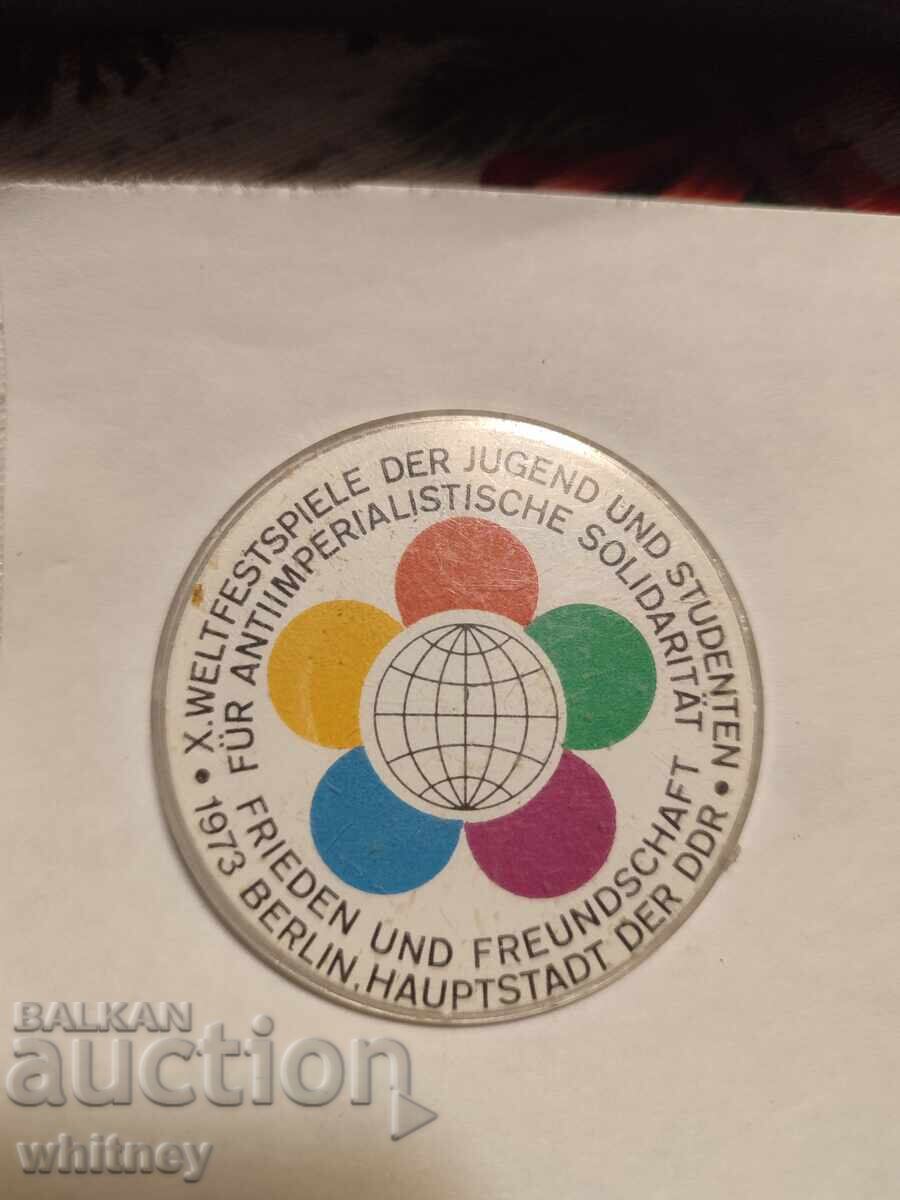 X. WELTFESTSPIELE DER JUGEND UND STUDENTEN
FÜR ANTIIMPERIALISTISCHE SOLIDARITÄT
FRIEDEN UND FREUNDSCHAFT
• 1973 BERLIN, HAUPTSTADT DER DDR •
BALKAN
auction
whitney